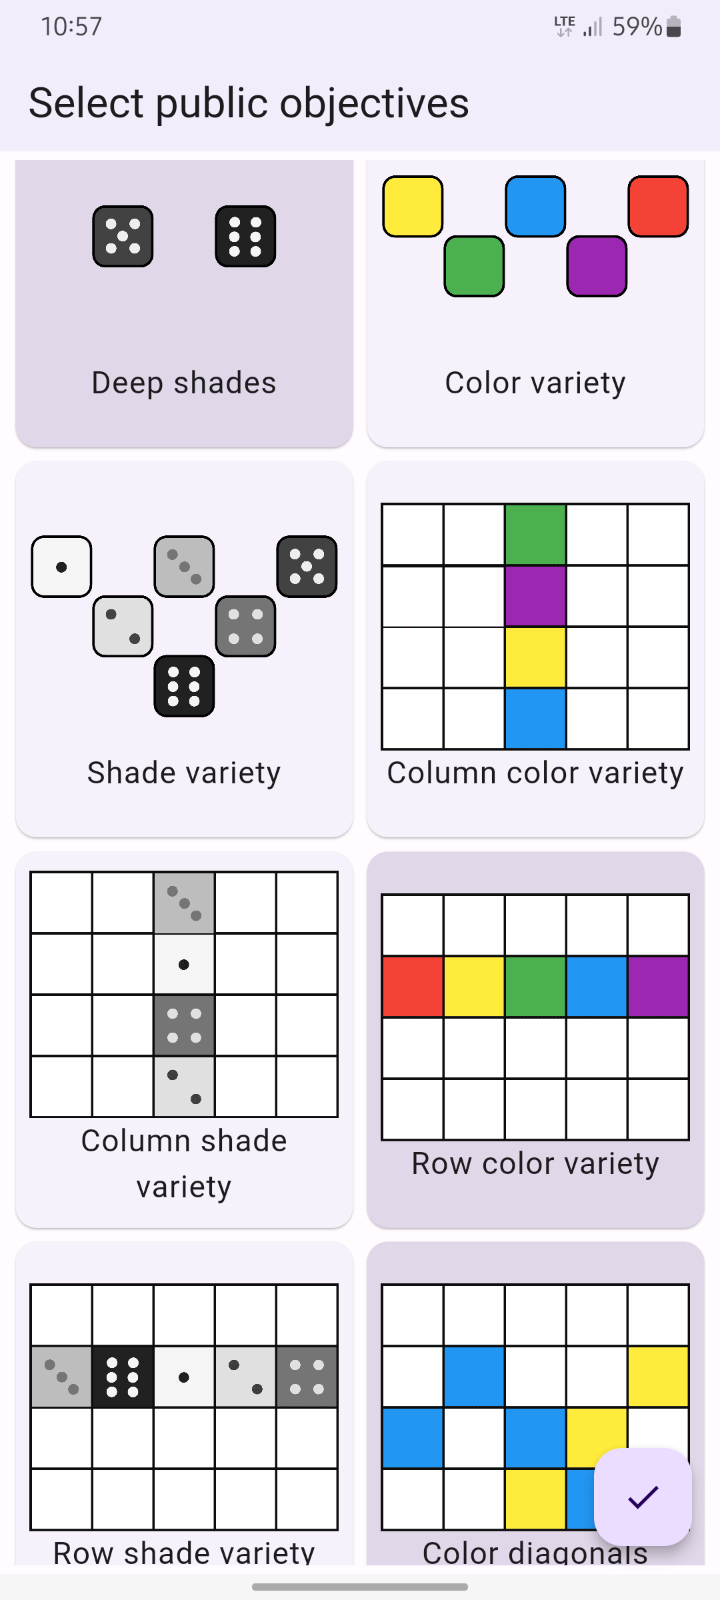 10:57
LTE 59%
Select public objectives
Deep shades
Color variety
Shade variety
Column color variety
Column shade
variety
Row color variety
Row shade variety
Color diagonals